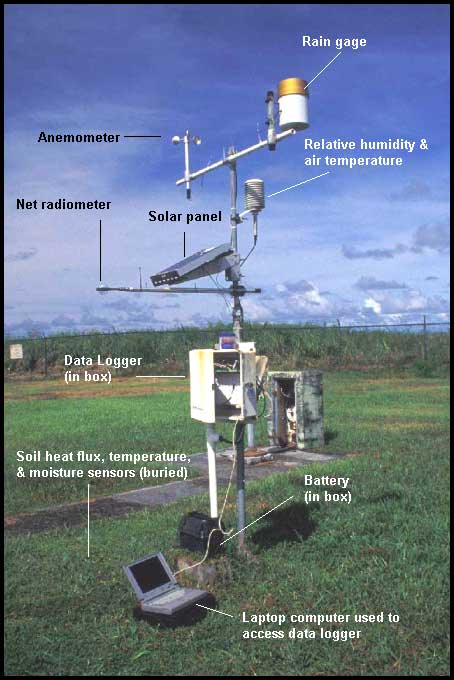 Rain gage
Anemometer
Relative humidity &
air temperature
Net radiometer
Solar panel
Data Logger
(in box)
Soil heat flux, temperature,
& moisture sensors (buried)
Battery
(in box)
Laptop computer used to
access data logger